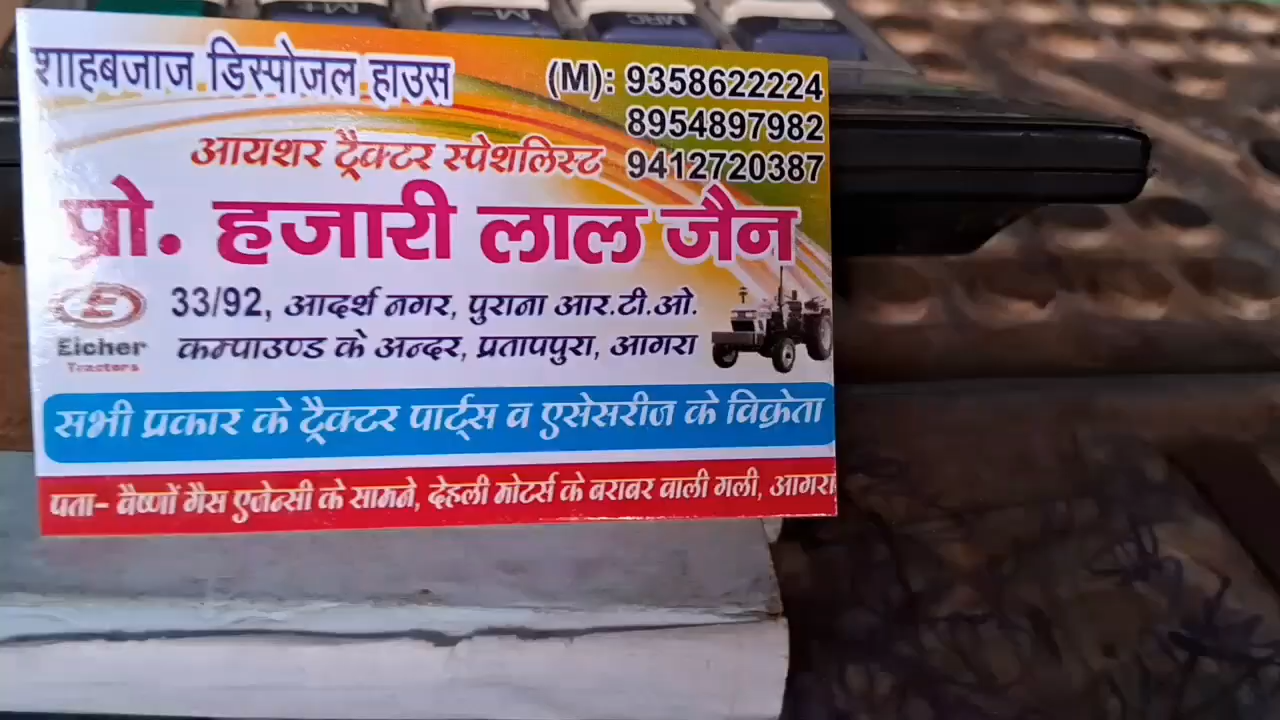 शाहबजाज डिस्पोजल हाउस
(M): 9358622224
8954897982
9412720387
आयशर ट्रैक्टर स्पेशलिस्ट
प्रो. हजारी लाल जैन
33/92, आदर्श नगर, पुराना आर.टी.ओ.
कम्पाउण्ड के अन्दर, प्रतापपुरा, आगरा
E
Eicher
Tractors
सभी प्रकार के ट्रैक्टर पार्ट्स व एसेसरीज के विक्रेता
पता- वैष्णों गैस एजेन्सी के सामने, देहली मोटर्स के बराबर वाली गली, आगरा